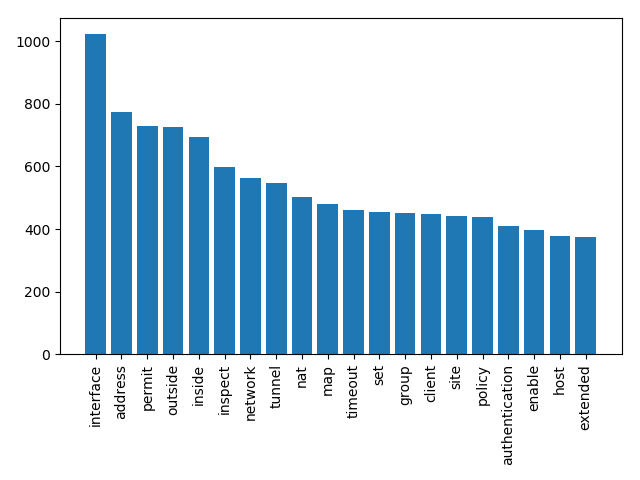 1000
800
600
400
200
0
interface
address
permit
outside
inside
inspect
network
tunnel
nat
map
timeout
set
group
client
site
policy
authentication
enable
host
extended